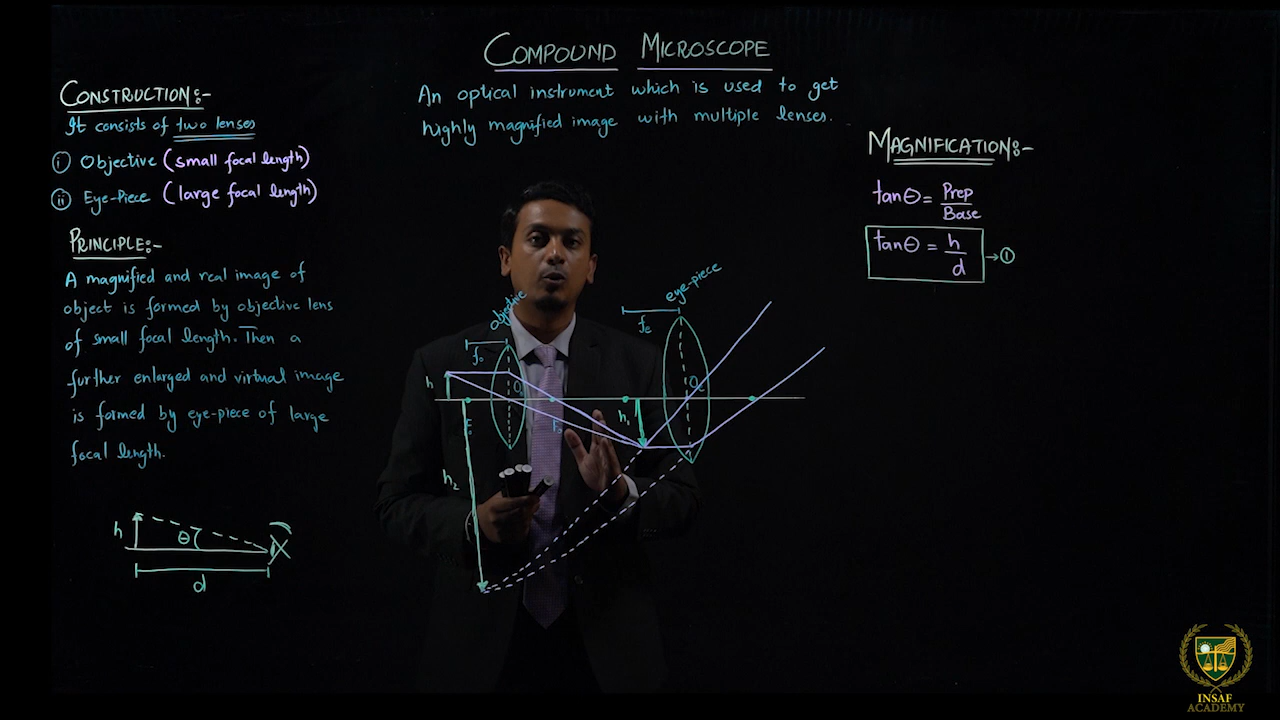 COMPOUND MICROSCOPE
An optical instrument which is used to get
highly magnified image with multiple lenses.
CONSTRUCTION:-
It consists of two lenses
(i) Objective (small focal length)
(ii) Eye-Piece (large focal length)
PRINCIPLE:-
A magnified and real image of
object is formed by objective lens
of small focal length. Then a
further enlarged and virtual image
is formed by eye-piece of large
focal length.
h
θ
d
objective
eye-piece
fo
fe
h
O
Oe
Fo
Fo
h1
h2
MAGNIFICATION:-
tanθ = Prep
Base
tanθ = h
d
→ (1)
INSAF
ACADEMY